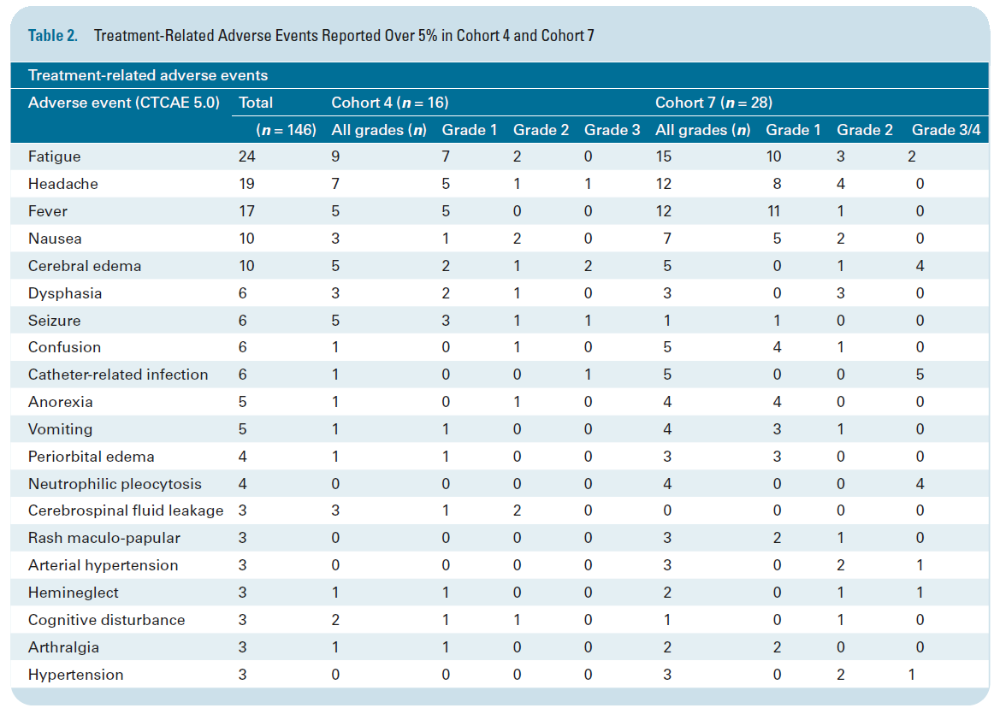 Table 2. Treatment-Related Adverse Events Reported Over 5% in Cohort 4 and Cohort 7
Treatment-related adverse events
Adverse event (CTCAE 5.0) Total Cohort 4 (n = 16) Cohort 7 (n = 28)
(n = 146) All grades (n) Grade 1 Grade 2 Grade 3 All grades (n) Grade 1 Grade 2 Grade 3/4
Fatigue 24 9 7 2 0 15 10 3 2
Headache 19 7 5 1 1 12 8 4 0
Fever 17 5 5 0 0 12 11 1 0
Nausea 10 3 1 2 0 7 5 2 0
Cerebral edema 10 5 2 1 2 5 0 1 4
Dysphasia 6 3 2 1 0 3 0 3 0
Seizure 6 5 3 1 1 1 1 0 0
Confusion 6 1 0 1 0 5 4 1 0
Catheter-related infection 6 1 0 0 1 5 0 0 5
Anorexia 5 1 0 1 0 4 4 0 0
Vomiting 5 1 1 0 0 4 3 1 0
Periorbital edema 4 1 1 0 0 3 3 0 0
Neutrophilic pleocytosis 4 0 0 0 0 4 0 0 4
Cerebrospinal fluid leakage 3 3 1 2 0 0 0 0 0
Rash maculo-papular 3 0 0 0 0 3 2 1 0
Arterial hypertension 3 0 0 0 0 3 0 2 1
Hemineglect 3 1 1 0 0 2 0 1 1
Cognitive disturbance 3 2 1 1 0 1 0 1 0
Arthralgia 3 1 1 0 0 2 2 0 0
Hypertension 3 0 0 0 0 3 0 2 1